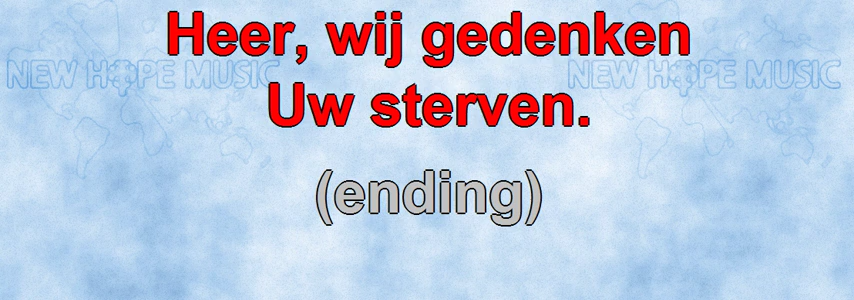 Heer, wij gedenken
NEW HOPE MUSIC NEW HOPE MUSIC
Uw sterven.
(ending)